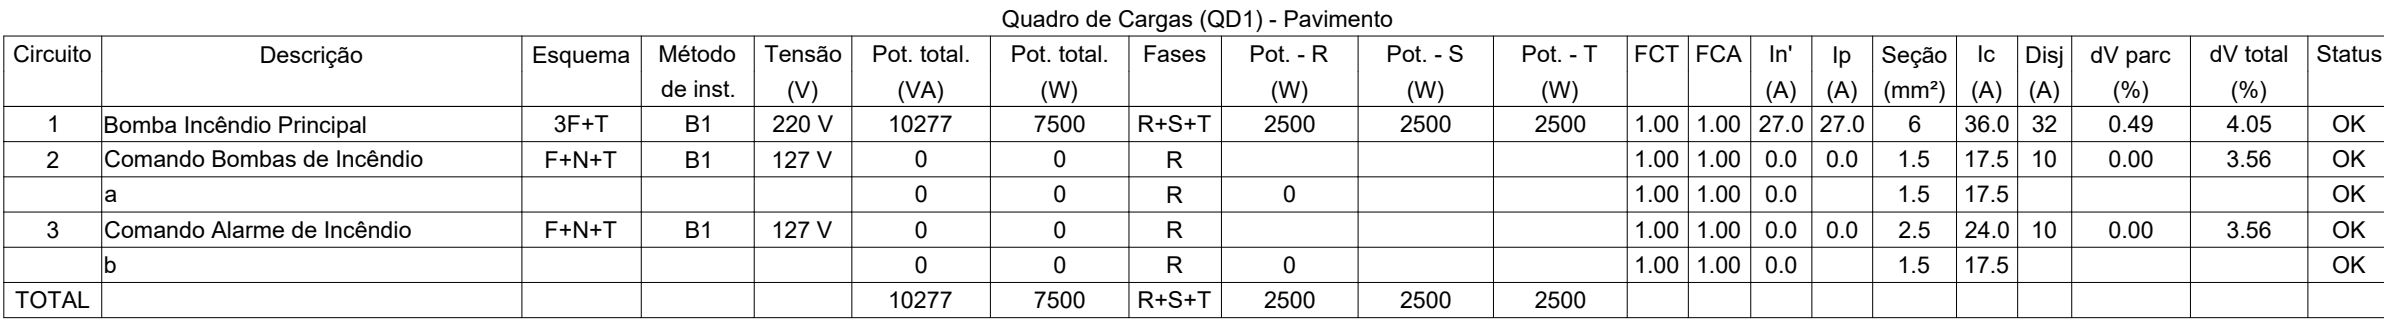 Quadro de Cargas (QD1) - Pavimento
Circuito Descrição Esquema Método de inst. Tensão (V) Pot. total. (VA) Pot. total. (W) Fases Pot. - R (W) Pot. - S (W) Pot. - T (W) FCT FCA In' (A) Ip (A) Seção (mm²) Ic (A) Disj (A) dV parc (%) dV total (%) Status
1 Bomba Incêndio Principal 3F+T B1 220 V 10277 7500 R+S+T 2500 2500 2500 1.00 1.00 27.0 27.0 6 36.0 32 0.49 4.05 OK
2 Comando Bombas de Incêndio F+N+T B1 127 V 0 0 R 1.00 1.00 0.0 0.0 1.5 17.5 10 0.00 3.56 OK
a 0 0 R 0 1.00 1.00 0.0 1.5 17.5 OK
3 Comando Alarme de Incêndio F+N+T B1 127 V 0 0 R 1.00 1.00 0.0 0.0 2.5 24.0 10 0.00 3.56 OK
b 0 0 R 0 1.00 1.00 0.0 1.5 17.5 OK
TOTAL 10277 7500 R+S+T 2500 2500 2500